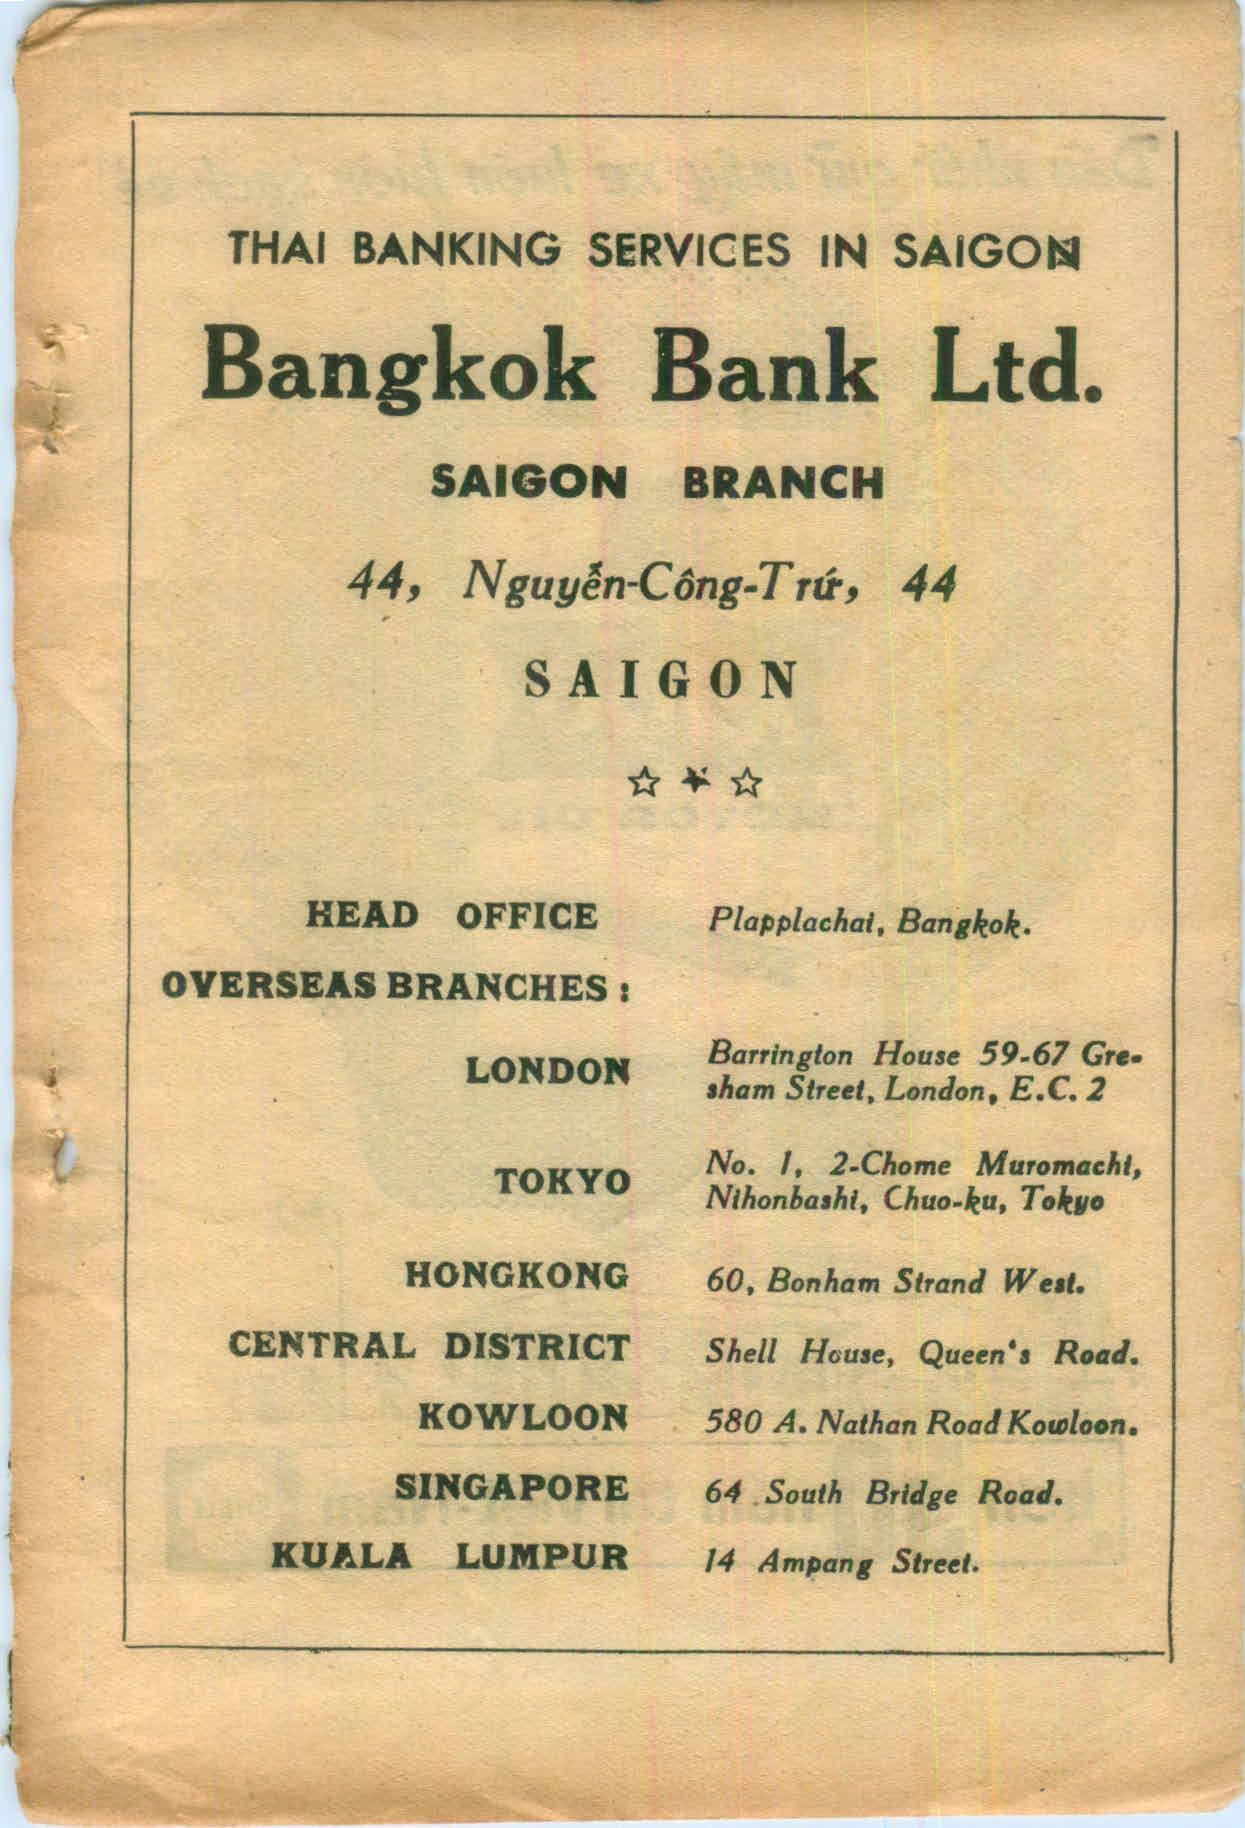 THAI BANKING SERVICES IN SAIGON
Bangkok Bank Ltd.
SAIGON BRANCH
44, Nguyễn-Công-Trứ, 44
SAIGON
HEAD OFFICE Plapplachai, Bangkok.
OVERSEAS BRANCHES :
LONDON Barrington House 59-67 Gre-
sham Street, London, E.C. 2
TOKYO No. 1, 2-Chome Muromachi,
Nihonbashi, Chuo-ku, Tokyo
HONGKONG 60, Bonham Strand West.
CENTRAL DISTRICT Shell House, Queen's Road.
KOWLOON 580 A. Nathan Road Kowloon.
SINGAPORE 64 South Bridge Road.
KUALA LUMPUR 14 Ampang Street.